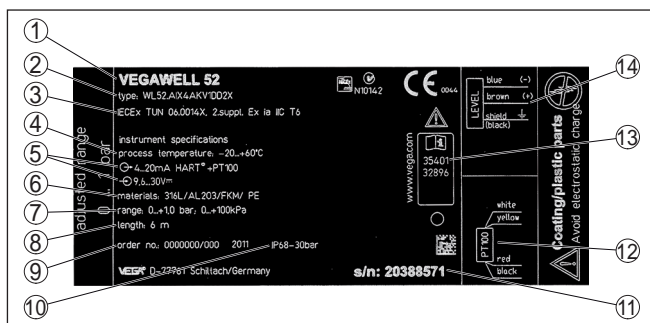 1
2
3
4
5
6
7
8
9
10
11
12
13
14
VEGAWELL 52
type: WL52.AIX4AKV1DD2X
IECEx TUN 06.0014X, 2.suppl. Ex ia IIC T6
instrument specifications
process temperature: -20...+60°C
4...20mA HART®+PT100
9,6...30V
materials: 316L/AL203/FKM/ PE
range: 0...+1,0 bar; 0...+100kPa
length: 6 m
order no.: 0000000/000 2011
IP68-30bar
VEGA D-77761 Schiltach/Germany
s/n: 20388571
adjusted range
bar
N10142
CE 0044
www.vega.com
35401
32896
LEVEL
blue (-)
brown (+)
shield
(black)
white
yellow
PT100
red
black
Coating/plastic parts
Avoid electrostatic charge